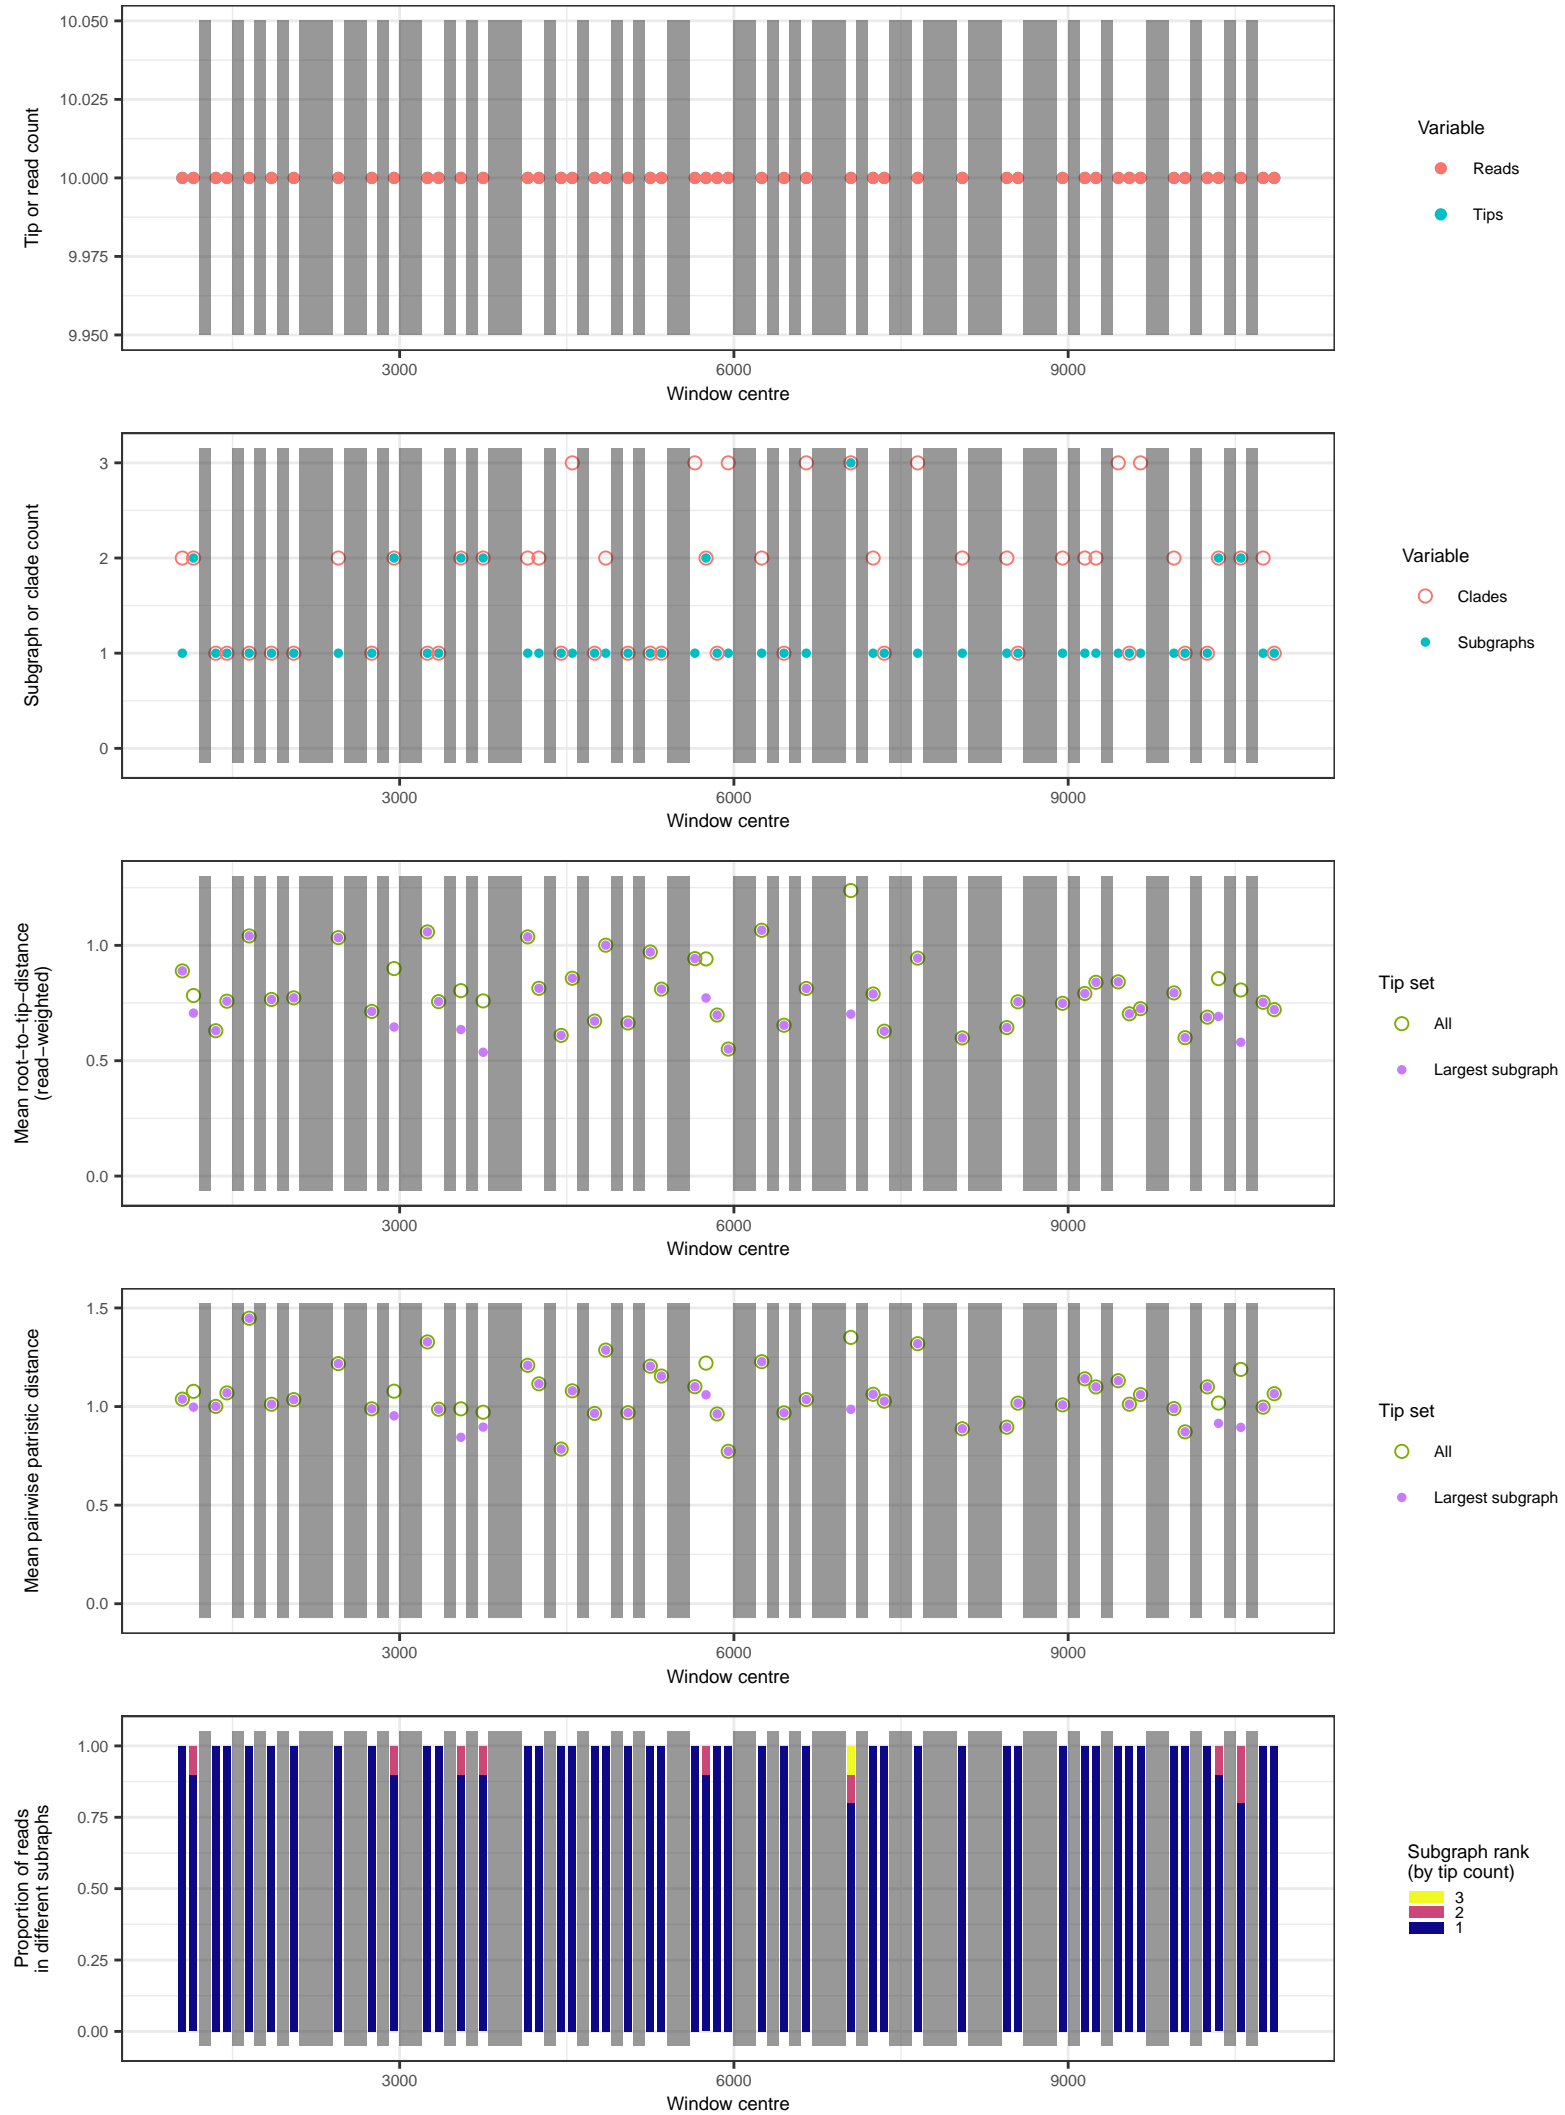 10.050
10.025
10.000
9.975
9.950
Tip or read count
3000
6000
9000
Window centre
Variable
Reads
Tips
3
2
1
0
Subgraph or clade count
3000
6000
9000
Window centre
Variable
Clades
Subgraphs
1.0
0.5
0.0
Mean root−to−tip−distance
(read−weighted)
3000
6000
9000
Window centre
Tip set
All
Largest subgraph
1.5
1.0
0.5
0.0
Mean pairwise patristic distance
3000
6000
9000
Window centre
Tip set
All
Largest subgraph
1.00
0.75
0.50
0.25
0.00
Proportion of reads
in different subraphs
3000
6000
9000
Window centre
Subgraph rank
(by tip count)
3
2
1